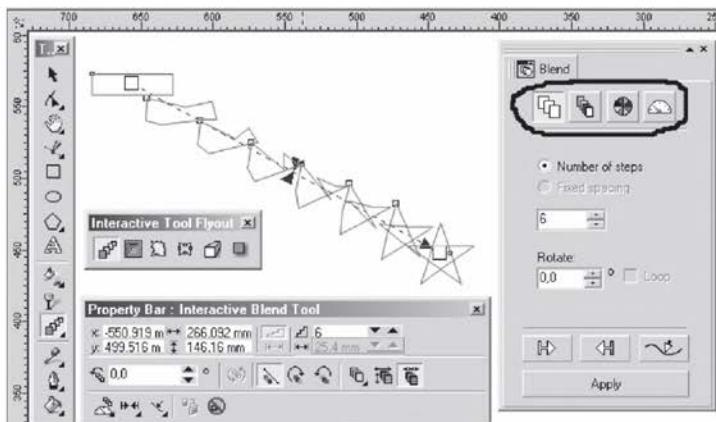 700 650 600 550 500 450 400 350 300 250
T...
600
550
500
450
400
350
Blend
Number of steps
Fixed spacing
6
Rotate:
0,0 ° Loop
Apply
Interactive Tool Flyout
Property Bar : Interactive Blend Tool
x: -550.919 m 266.092 mm 6
y: 499.516 m 146.16 mm 25,4 mm
0,0 °